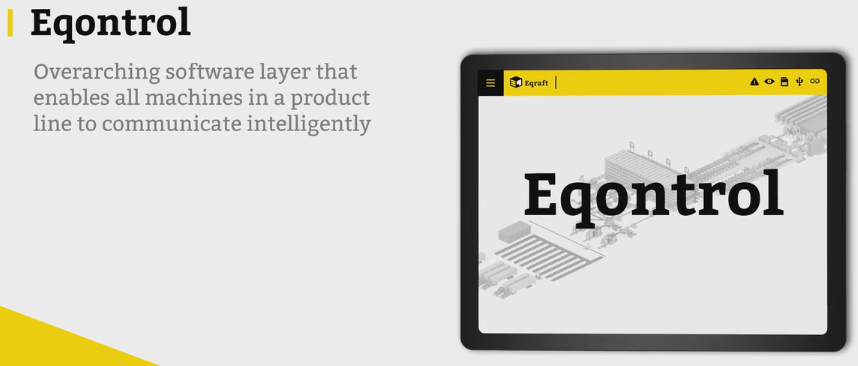 Eqontrol
Overarching software layer that
enables all machines in a product
line to communicate intelligently
Eqraft
Eqontrol